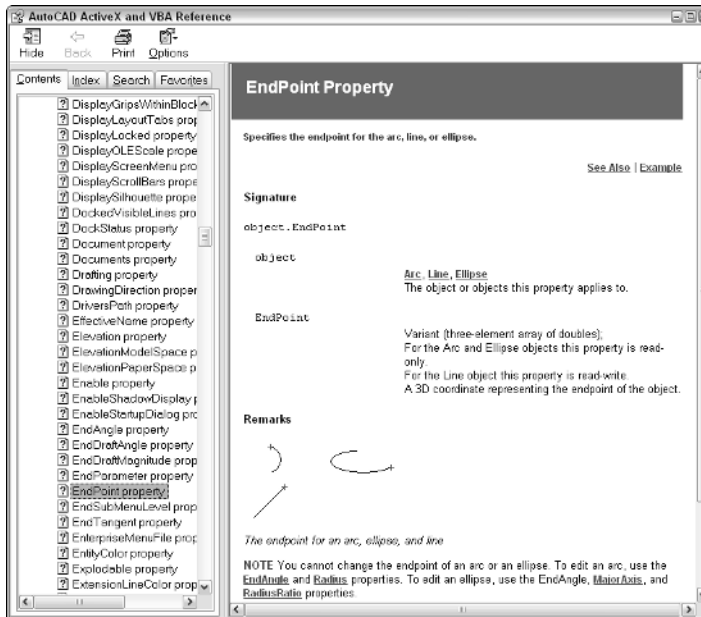 AutoCAD ActiveX and VBA Reference
Hide Back Print Options
Contents Index Search Favorites
DisplayGripsWithinBlock
DisplayLayoutTabs prop
DisplayLocked property
DisplayOLEScale prope
DisplayScreenMenu pro
DisplayScrollBars prope
DisplaySilhouette prope
DockedVisibleLines pro
DockStatus property
Document property
Documents property
Drafting property
DrawingDirection proper
DriversPath property
EffectiveName property
Elevation property
ElevationModelSpace p
ElevationPaperSpace p
Enable property
EnableShadowDisplay p
EnableStartupDialog pro
EndAngle property
EndDraftAngle property
EndDraftMagnitude prop
EndParameter property
EndPoint property
EndSubMenuLevel prop
EndTangent property
EnterpriseMenuFile prop
EntityColor property
Explodable property
ExtensionLineColor prop
EndPoint Property
Specifies the endpoint for the arc, line, or ellipse.
See Also | Example
Signature
object.EndPoint
object
Arc, Line, Ellipse
The object or objects this property applies to.
EndPoint
Variant (three-element array of doubles);
For the Arc and Ellipse objects this property is read-
only.
For the Line object this property is read-write.
A 3D coordinate representing the endpoint of the object.
Remarks
The endpoint for an arc, ellipse, and line
NOTE You cannot change the endpoint of an arc or an ellipse. To edit an arc, use the
EndAngle and Radius properties. To edit an ellipse, use the EndAngle, MajorAxis, and
RadiusRatio properties.